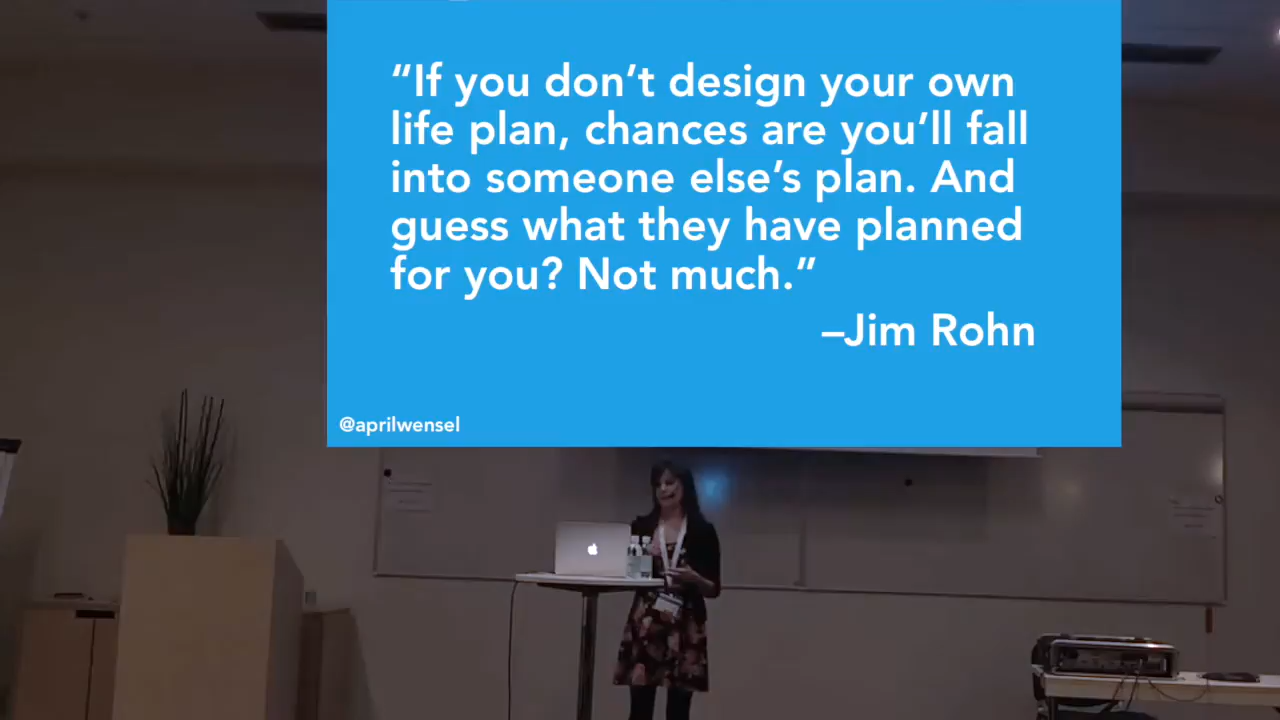 “If you don’t design your own
life plan, chances are you’ll fall
into someone else’s plan. And
guess what they have planned
for you? Not much.”
–Jim Rohn
@aprilwensel